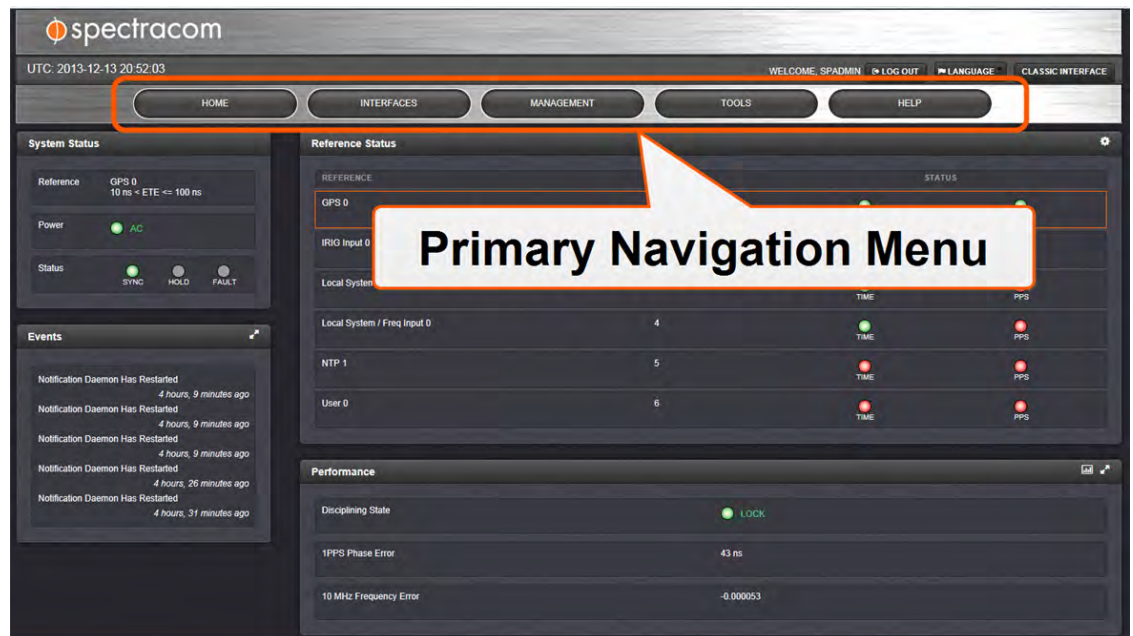 spectracom
UTC: 2013-12-13 20:52:03
WELCOME, SPADMIN LOG OUT LANGUAGE CLASSIC INTERFACE
HOME INTERFACES MANAGEMENT TOOLS HELP
System Status
Reference GPS 0
10 ns < ETE <= 100 ns
Power AC
Status
SYNC HOLD FAULT
Events
Notification Daemon Has Restarted
4 hours, 9 minutes ago
Notification Daemon Has Restarted
4 hours, 9 minutes ago
Notification Daemon Has Restarted
4 hours, 9 minutes ago
Notification Daemon Has Restarted
4 hours, 26 minutes ago
Notification Daemon Has Restarted
4 hours, 31 minutes ago
Reference Status
REFERENCE STATUS
GPS 0
Primary Navigation Menu
IRIG Input 0
Local System
TIME PPS
Local System / Freq Input 0 4
TIME PPS
NTP 1 5
TIME PPS
User 0 6
TIME PPS
Performance
Disciplining State LOCK
1PPS Phase Error 43 ns
10 MHz Frequency Error -0.000053